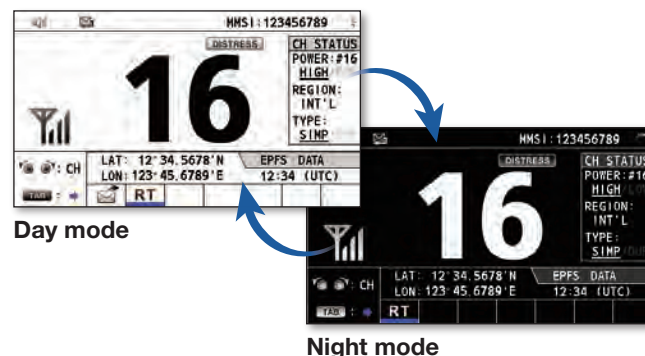 MMSI:123456789
DISTRESS
CH STATUS
POWER:#16
HIGH
REGION:
INT'L
TYPE:
SIMP
16
: CH
LAT: 12°34.5678'N
EPFS DATA
LON:123°45.6789'E
12:34 (UTC)
TAB :
RT
Day mode
MMSI:123456789
DISTRESS
CH STATUS
POWER:#16
HIGH
REGION:
INT'L
TYPE:
SIMP
16
: CH
LAT: 12°34.5678'N
EPFS DATA
LON:123°45.6789'E
12:34 (UTC)
TAB :
RT
Night mode